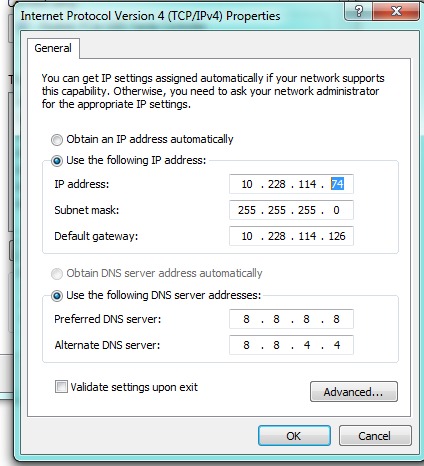 Internet Protocol Version 4 (TCP/IPv4) Properties
?
X
General
You can get IP settings assigned automatically if your network supports
this capability. Otherwise, you need to ask your network administrator
for the appropriate IP settings.
Obtain an IP address automatically
Use the following IP address:
IP address: 10 . 228 . 114 . 74
Subnet mask: 255 . 255 . 255 . 0
Default gateway: 10 . 228 . 114 . 126
Obtain DNS server address automatically
Use the following DNS server addresses:
Preferred DNS server: 8 . 8 . 8 . 8
Alternate DNS server: 8 . 8 . 4 . 4
Validate settings upon exit
Advanced...
OK
Cancel